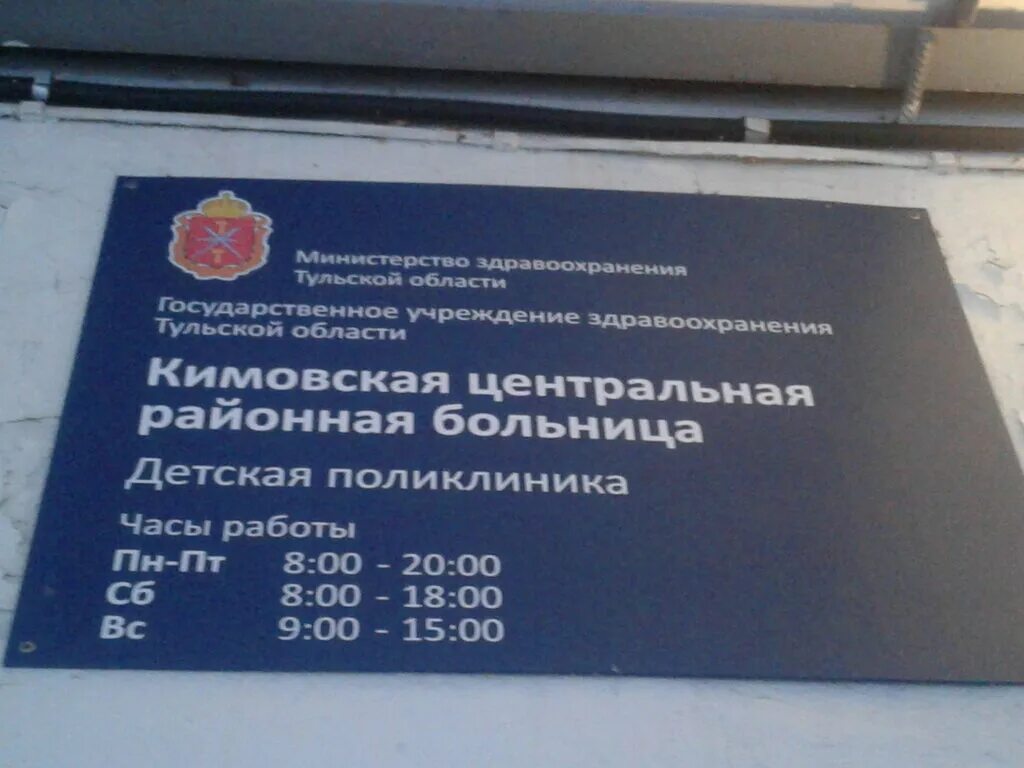 Министерство здравоохранения
Тульской области
Государственное учреждение здравоохранения
Тульской области
Кимовская центральная
районная больница
Детская поликлиника
Часы работы
Пн-Пт 8:00 - 20:00
Сб 8:00 - 18:00
Вс 9:00 - 15:00